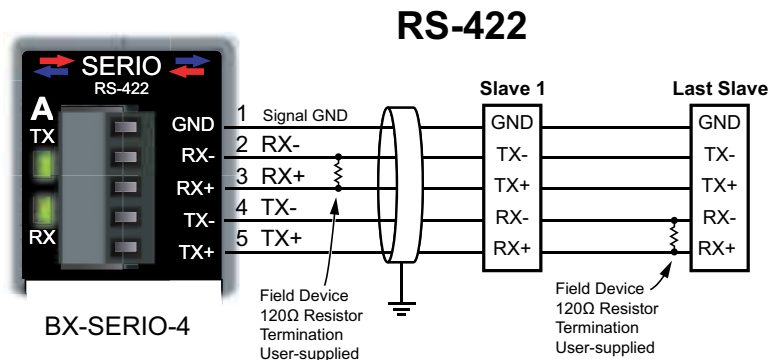 RS-422
SERIO
RS-422
A
TX
RX
GND
RX-
RX+
TX-
TX+
1 Signal GND
2 RX-
3 RX+
4 TX-
5 TX+
BX-SERIO-4
Field Device
120Ω Resistor
Termination
User-supplied
Slave 1
GND
TX-
TX+
RX-
RX+
Last Slave
GND
TX-
TX+
RX-
RX+
Field Device
120Ω Resistor
Termination
User-supplied